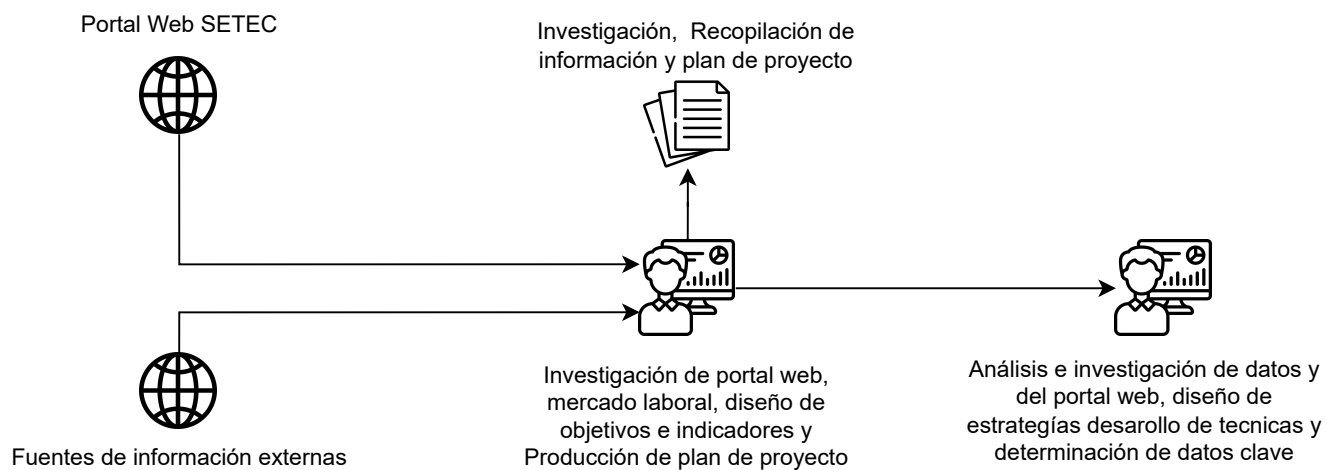 Portal Web SETEC
Investigación, Recopilación de
información y plan de proyecto
Fuentes de información externas
Investigación de portal web,
mercado laboral, diseño de
objetivos e indicadores y
Producción de plan de proyecto
Análisis e investigación de datos y
del portal web, diseño de
estrategías desarollo de tecnicas y
determinación de datos clave